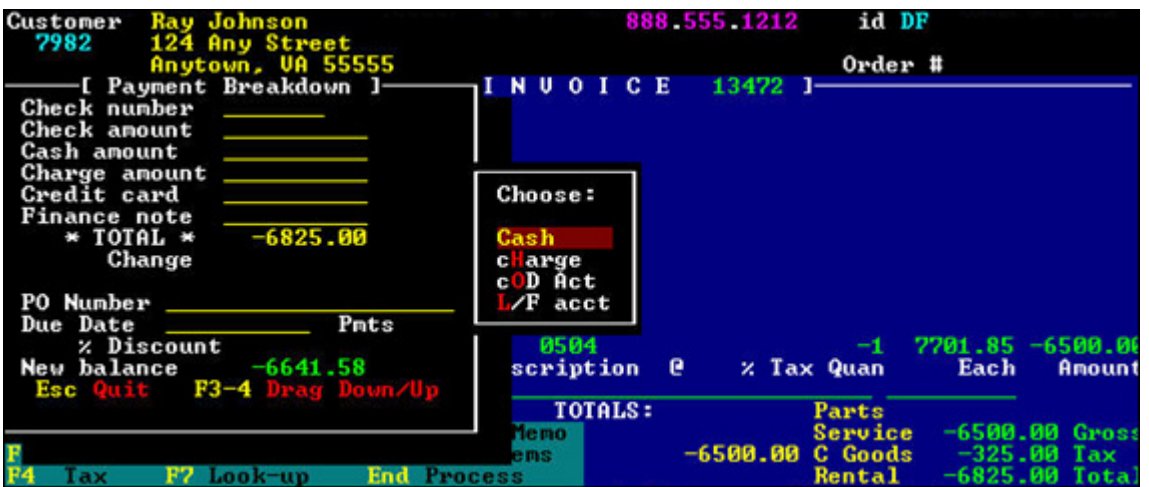 Customer Ray Johnson 888.555.1212 id DF
7982 124 Any Street
Anytown, VA 55555 Order #
[ Payment Breakdown ] [ I N V O I C E 13472 ]
Check number
Check amount
Cash amount
Charge amount
Credit card
Finance note
* TOTAL * -6825.00
Change
Choose:
Cash
cHarge
cOD Act
L/F acct
PO Number
Due Date Pmts
% Discount 0504 -1 7701.85 -6500.00
New balance -6641.58 scription @ % Tax Quan Each Amount
Esc Quit F3-4 Drag Down/Up
TOTALS: Parts
Memo Service -6500.00 Gross
F ems -6500.00 C Goods -325.00 Tax
F4 Tax F7 Look-up End Process Rental -6825.00 Total